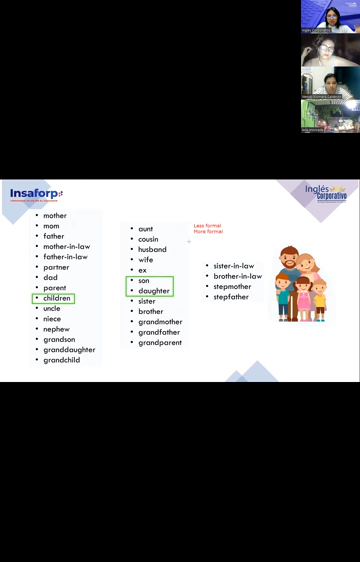 Insaforp
Inglés
Corporativo
• mother
• mom
• father
• mother-in-law
• father-in-law
• partner
• dad
• parent
• children
• uncle
• niece
• nephew
• grandson
• granddaughter
• grandchild
• aunt
• cousin
• husband
• wife
• ex
• son
• daughter
• sister
• brother
• grandmother
• grandfather
• grandparent
Less formal
More formal
• sister-in-law
• brother-in-law
• stepmother
• stepfather